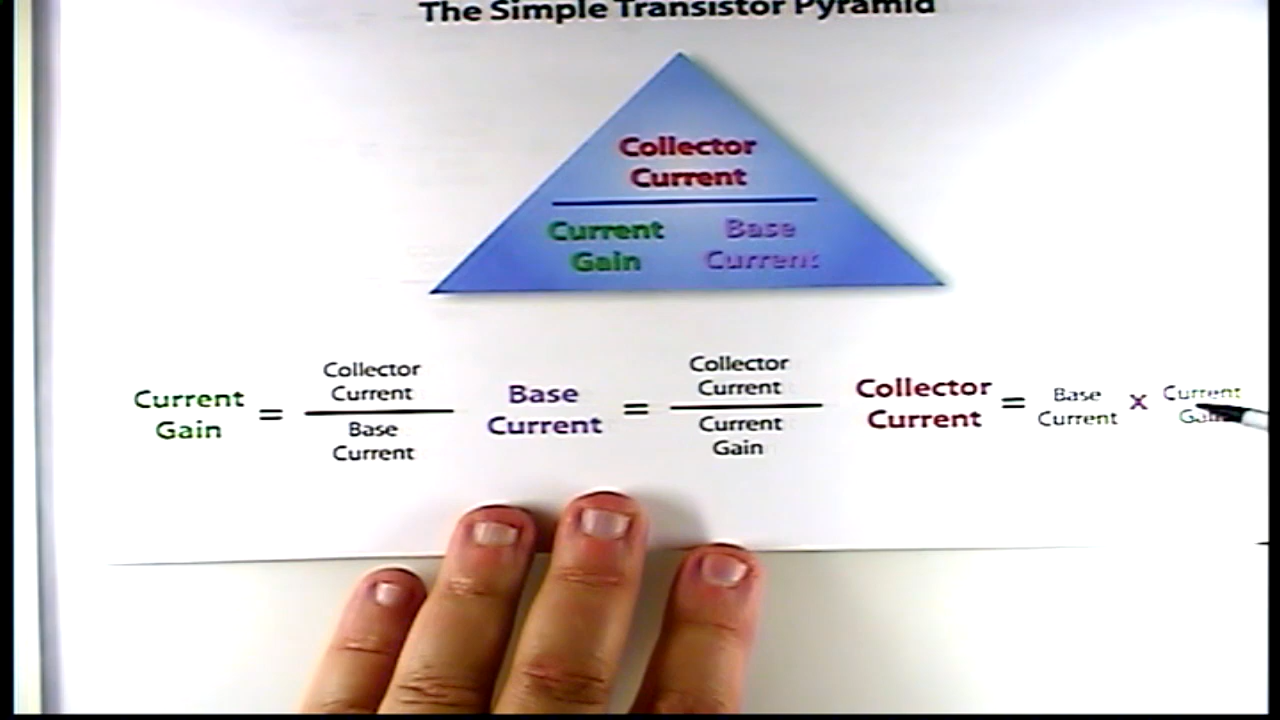 The Simple Transistor Pyramid
Collector
Current
Current Base
Gain Current
Current
Gain
=
Collector
Current
Base
Current
Base
Current
=
Collector
Current
Current
Gain
Collector
Current
=
Base
Current
x
Current
Gain